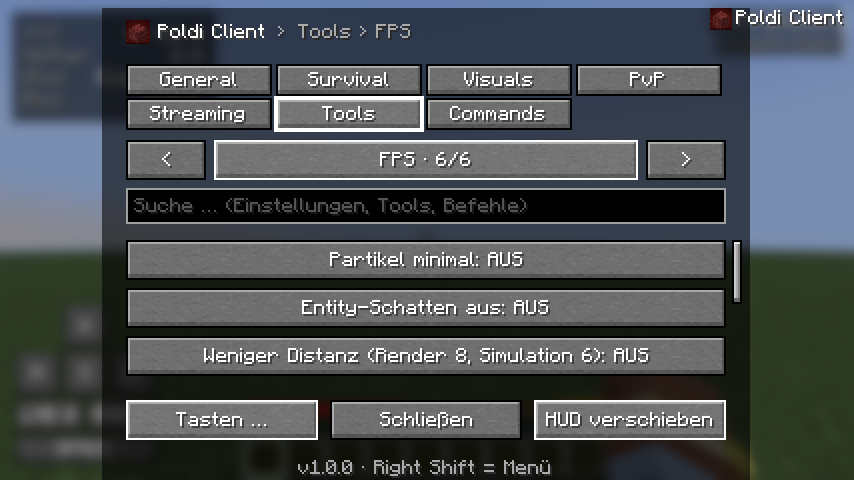 Poldi Client > Tools > FPS
Poldi Client
General Survival Visuals PvP
Streaming Tools Commands
< FPS · 6/6 >
Suche ... (Einstellungen, Tools, Befehle)
Partikel minimal: AUS
Entity-Schatten aus: AUS
Weniger Distanz (Render 8, Simulation 6): AUS
Tasten ... Schließen HUD verschieben
v1.0.0 · Right Shift = Menü